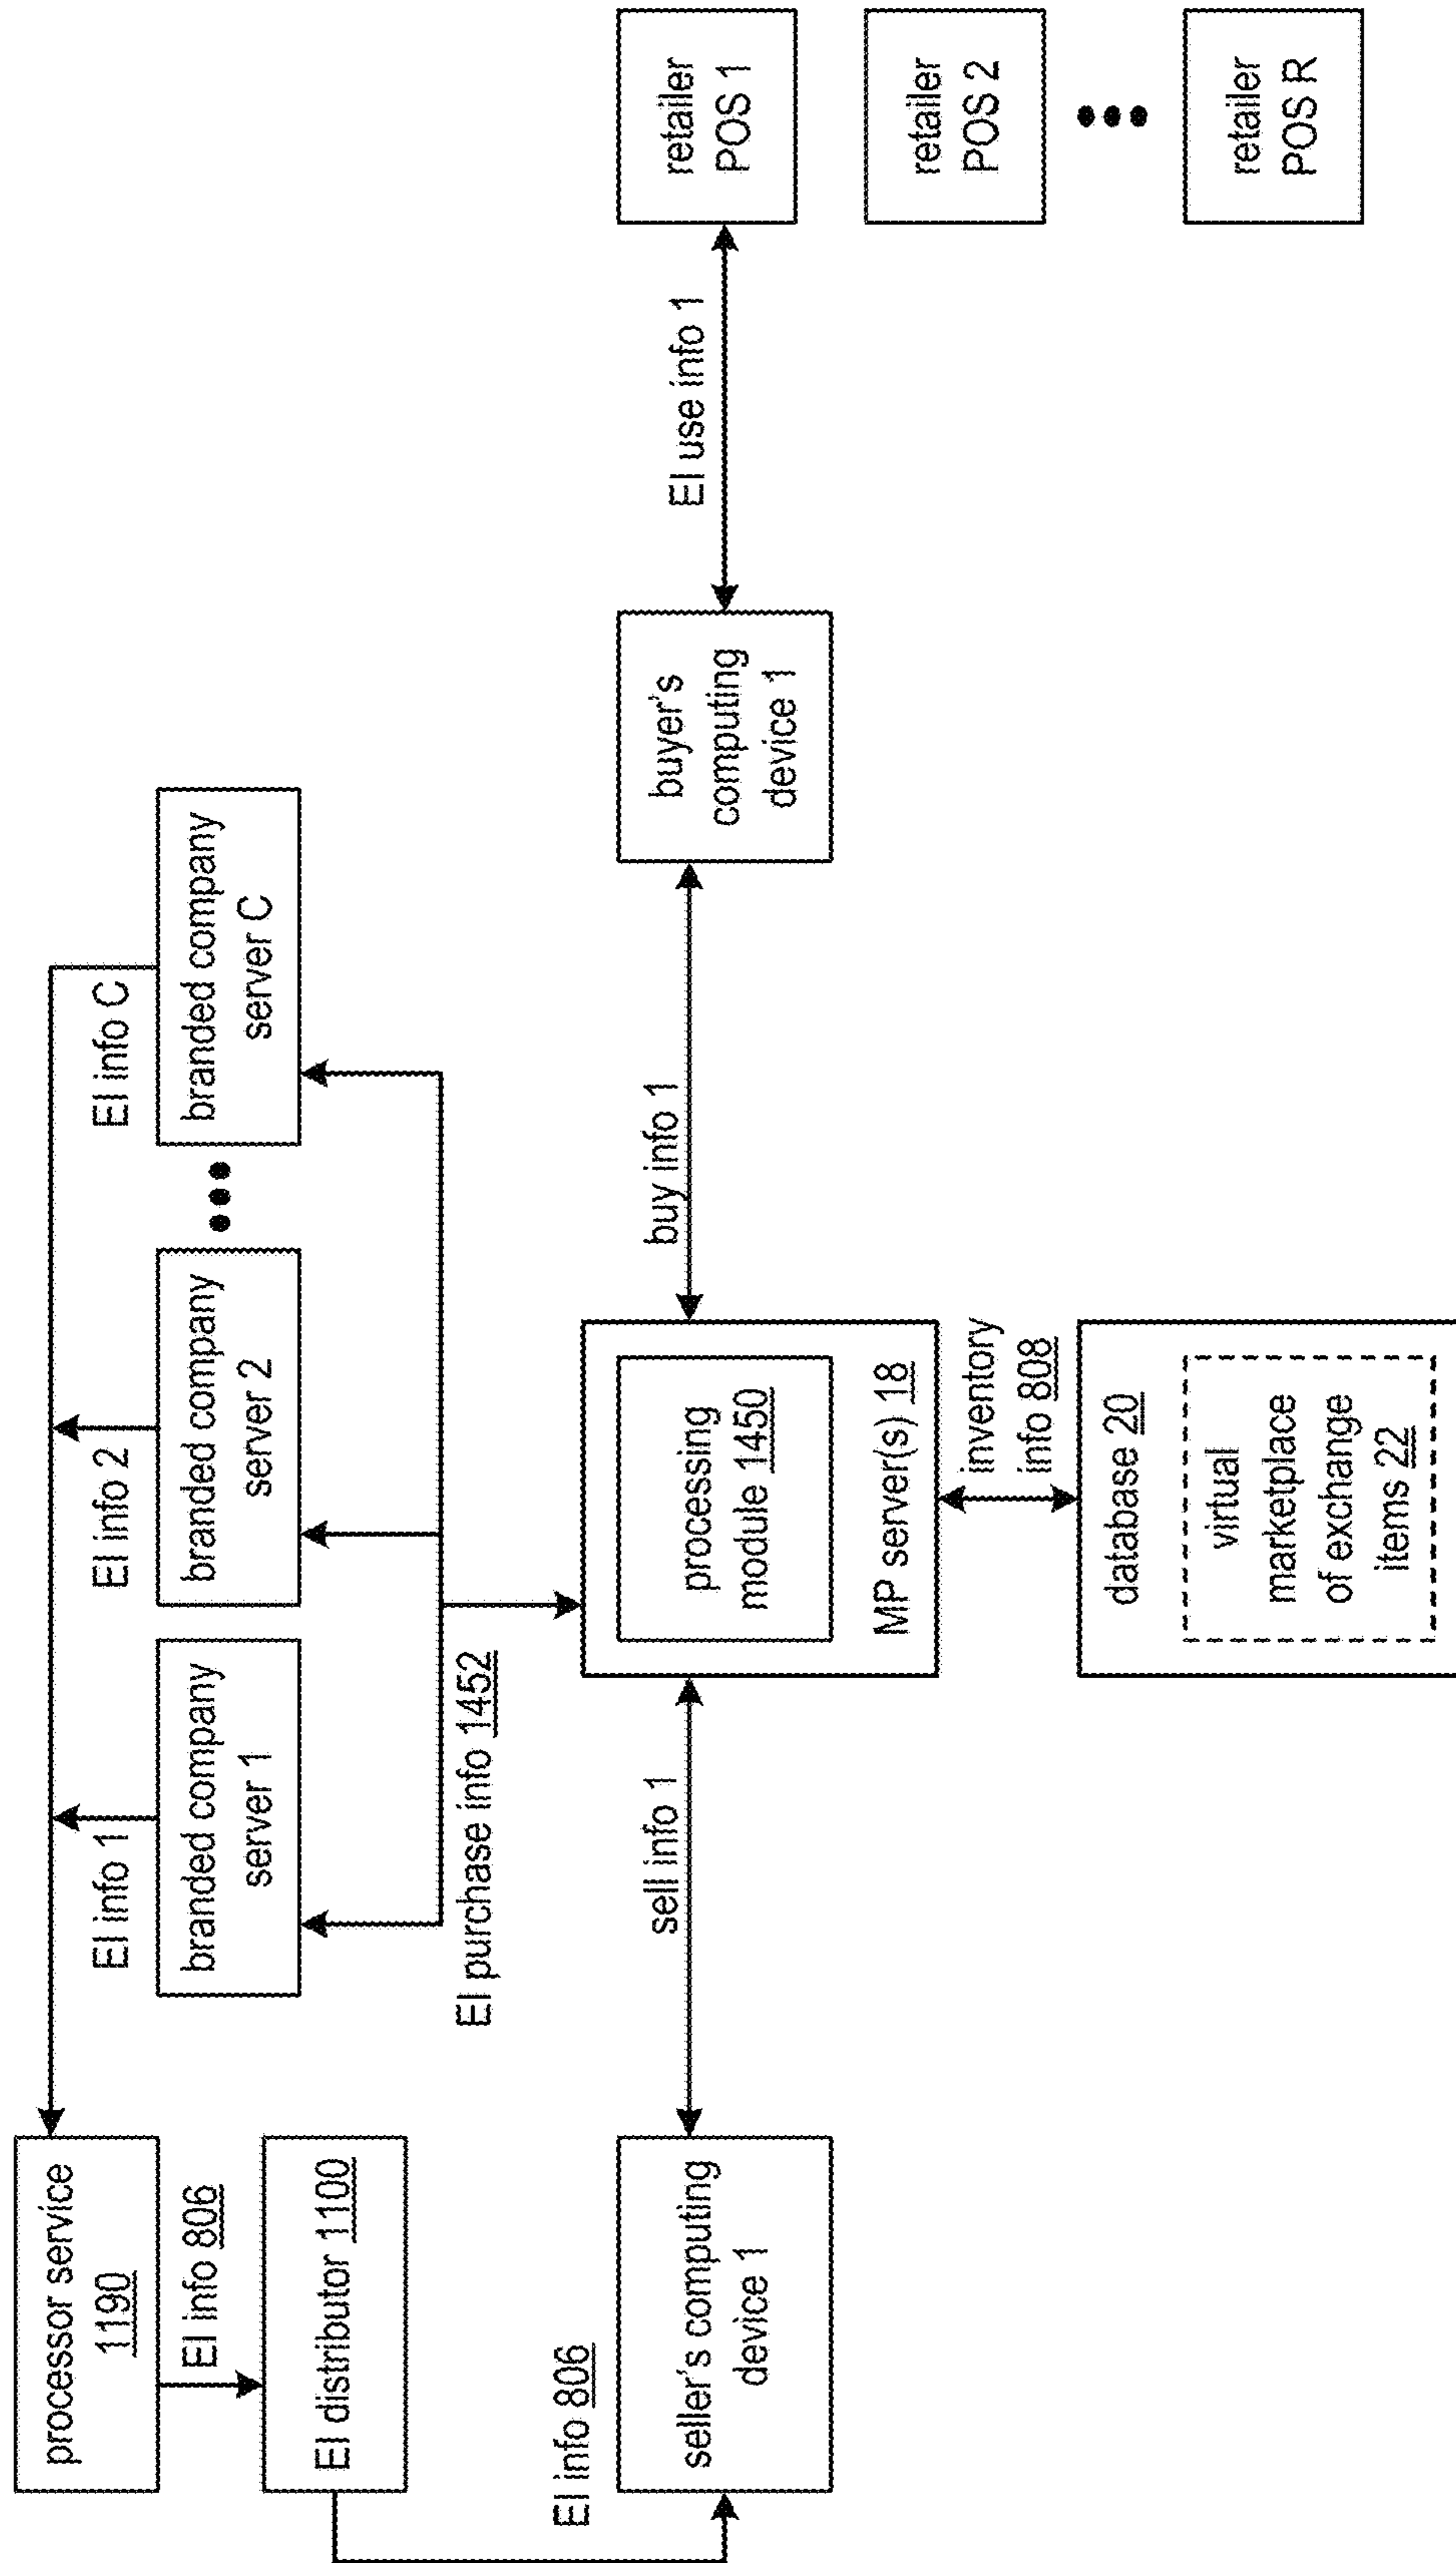 processor service
1190
EI info 806
EI distributor 1100
EI info 806
seller's computing
device 1
EI info 1
EI info 2
EI info C
branded company
server 1
branded company
server 2
branded company
server C
EI purchase info 1452
sell info 1
processing
module 1450
MP server(s) 18
inventory
info 808
database 20
virtual
marketplace
of exchange
items 22
buy info 1
buyer's
computing
device 1
EI use info 1
retailer
POS 1
retailer
POS 2
retailer
POS R